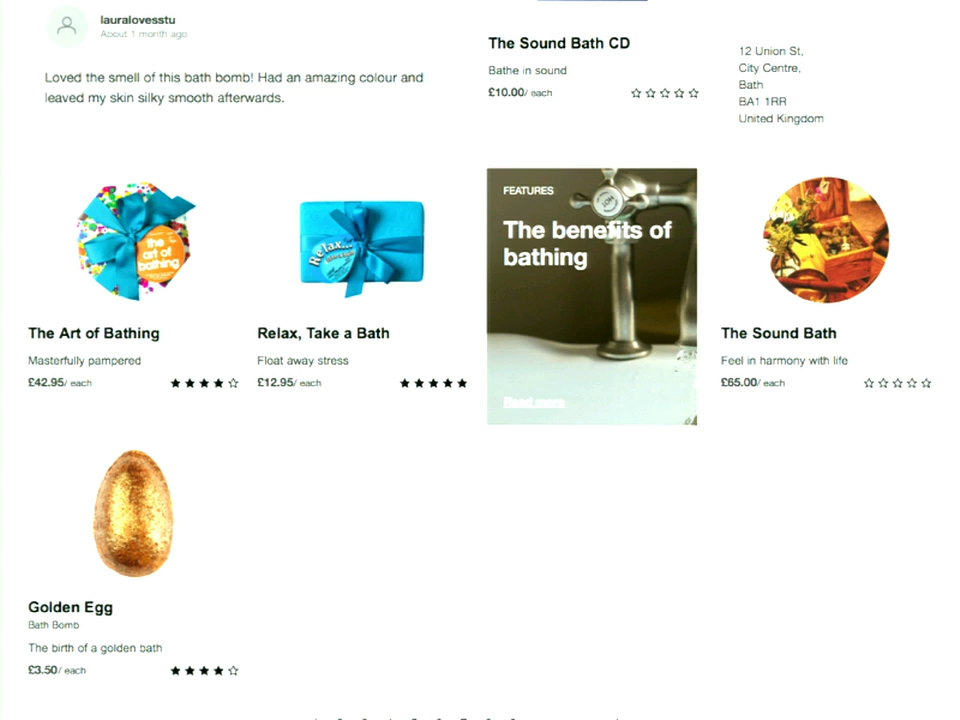 lauralovesstu
About 1 month ago
Loved the smell of this bath bomb! Had an amazing colour and
leaved my skin silky smooth afterwards.
The Sound Bath CD
Bathe in sound
£10.00/ each
12 Union St,
City Centre,
Bath
BA1 1RR
United Kingdom
the
art of
bathing
The Art of Bathing
Masterfully pampered
£42.95/ each
Relax...
Relax, Take a Bath
Float away stress
£12.95/ each
FEATURES
The benefits of
bathing
Read more
The Sound Bath
Feel in harmony with life
£65.00/ each
Golden Egg
Bath Bomb
The birth of a golden bath
£3.50/ each